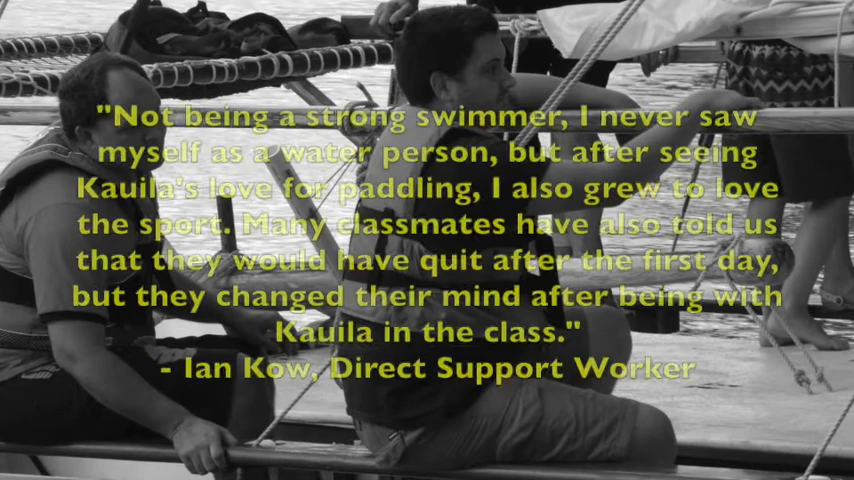 "Not being a strong swimmer, I never saw
myself as a water person, but after seeing
Kauila's love for paddling, I also grew to love
the sport. Many classmates have also told us
that they would have quit after the first day,
but they changed their mind after being with
Kauila in the class."
- Ian Kow, Direct Support Worker